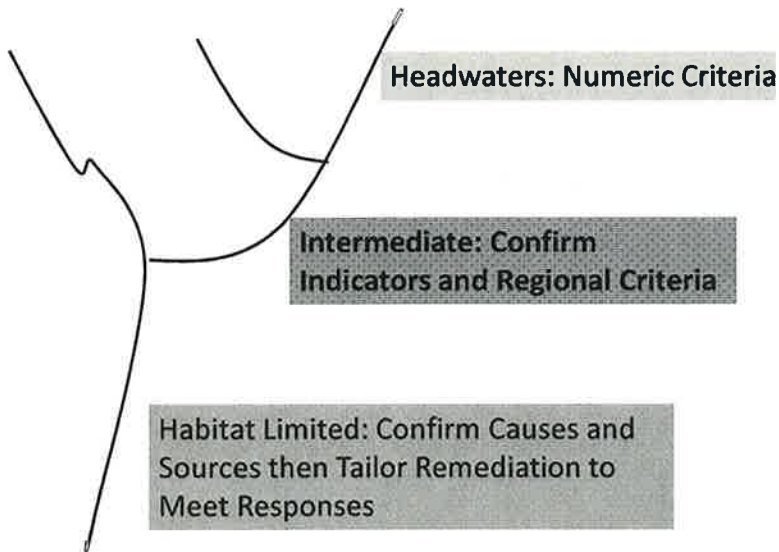 Headwaters: Numeric Criteria
Intermediate: Confirm
Indicators and Regional Criteria
Habitat Limited: Confirm Causes and
Sources then Tailor Remediation to
Meet Responses